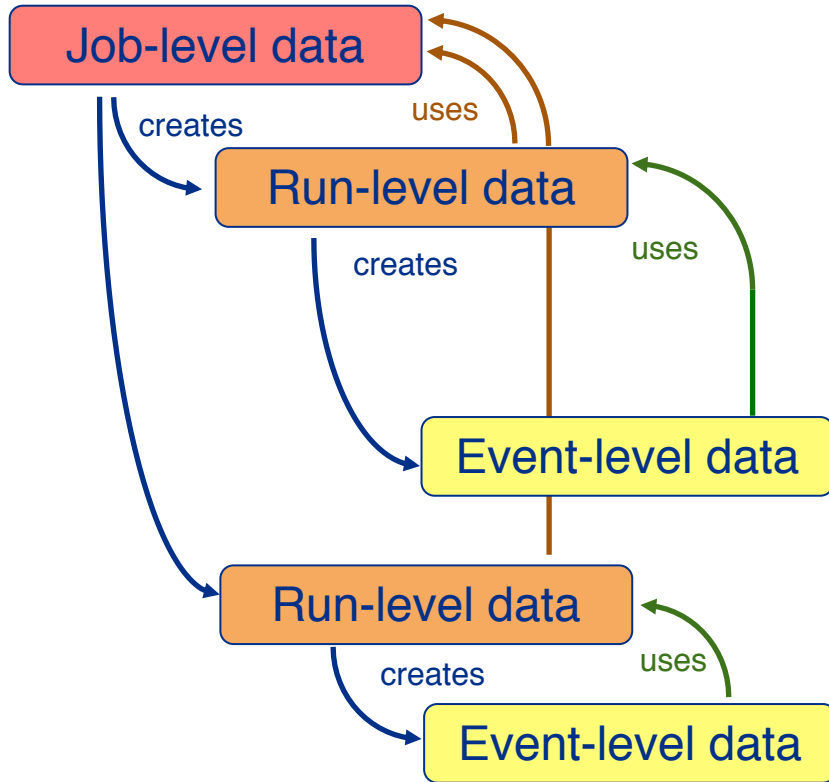 Job-level data
creates
uses
Run-level data
creates
uses
Event-level data
Run-level data
creates
uses
Event-level data